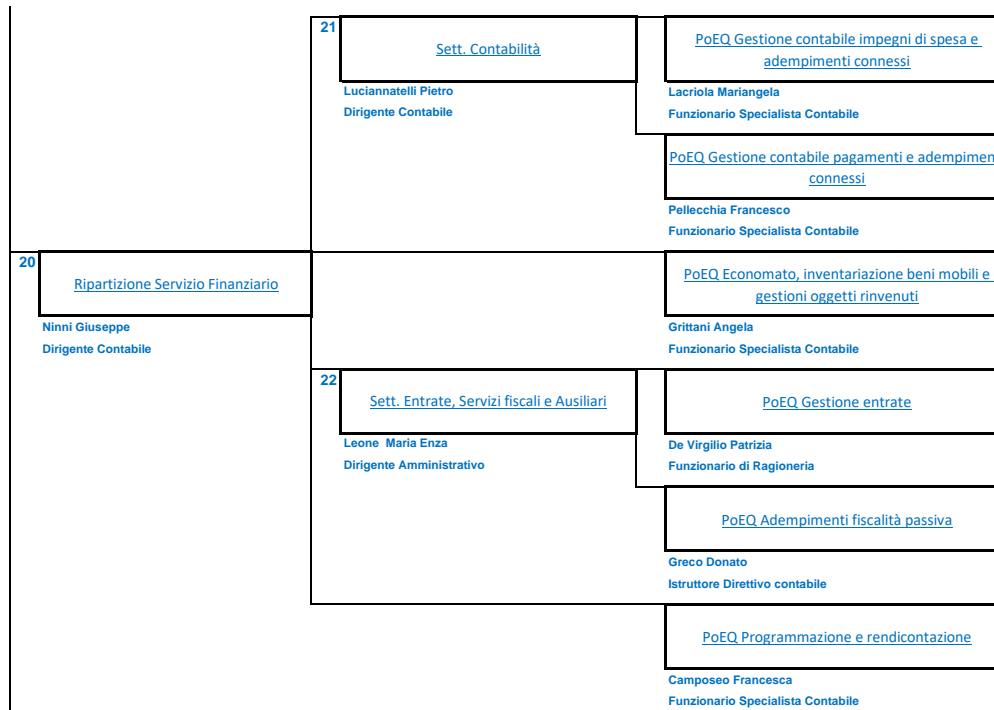 21
Sett. Contabilità
PoEQ Gestione contabile impegni di spesa e
adempimenti connessi
Luciannatelli Pietro
Dirigente Contabile
Lacriola Mariangela
Funzionario Specialista Contabile
PoEQ Gestione contabile pagamenti e adempimen
connessi
Pellecchia Francesco
Funzionario Specialista Contabile
20
Ripartizione Servizio Finanziario
PoEQ Economato, inventariazione beni mobili e
gestioni oggetti rinvenuti
Ninni Giuseppe
Dirigente Contabile
Grittani Angela
Funzionario Specialista Contabile
22
Sett. Entrate, Servizi fiscali e Ausiliari
PoEQ Gestione entrate
Leone  Maria Enza
Dirigente Amministrativo
De Virgilio Patrizia
Funzionario di Ragioneria
PoEQ Adempimenti fiscalità passiva
Greco Donato
Istruttore Direttivo contabile
PoEQ Programmazione e rendicontazione
Camposeo Francesca
Funzionario Specialista Contabile